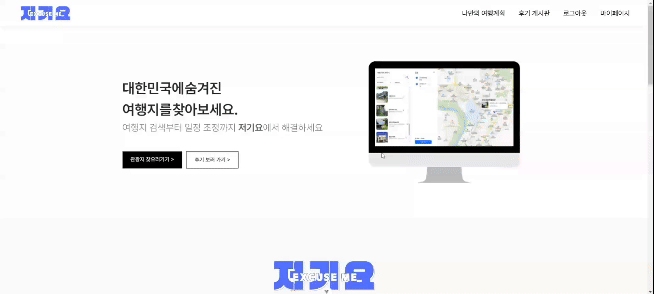 저기요
EXCUSE ME_
나만의 여행계획 후기 게시판 로그아웃 마이페이지
대한민국에숨겨진
여행지를찾아보세요.
여행지 검색부터 일정 조정까지 저기요에서 해결하세요
관광지 찾으러가기 >
후기 보러 가기 >
저기요
EXCUSE ME_